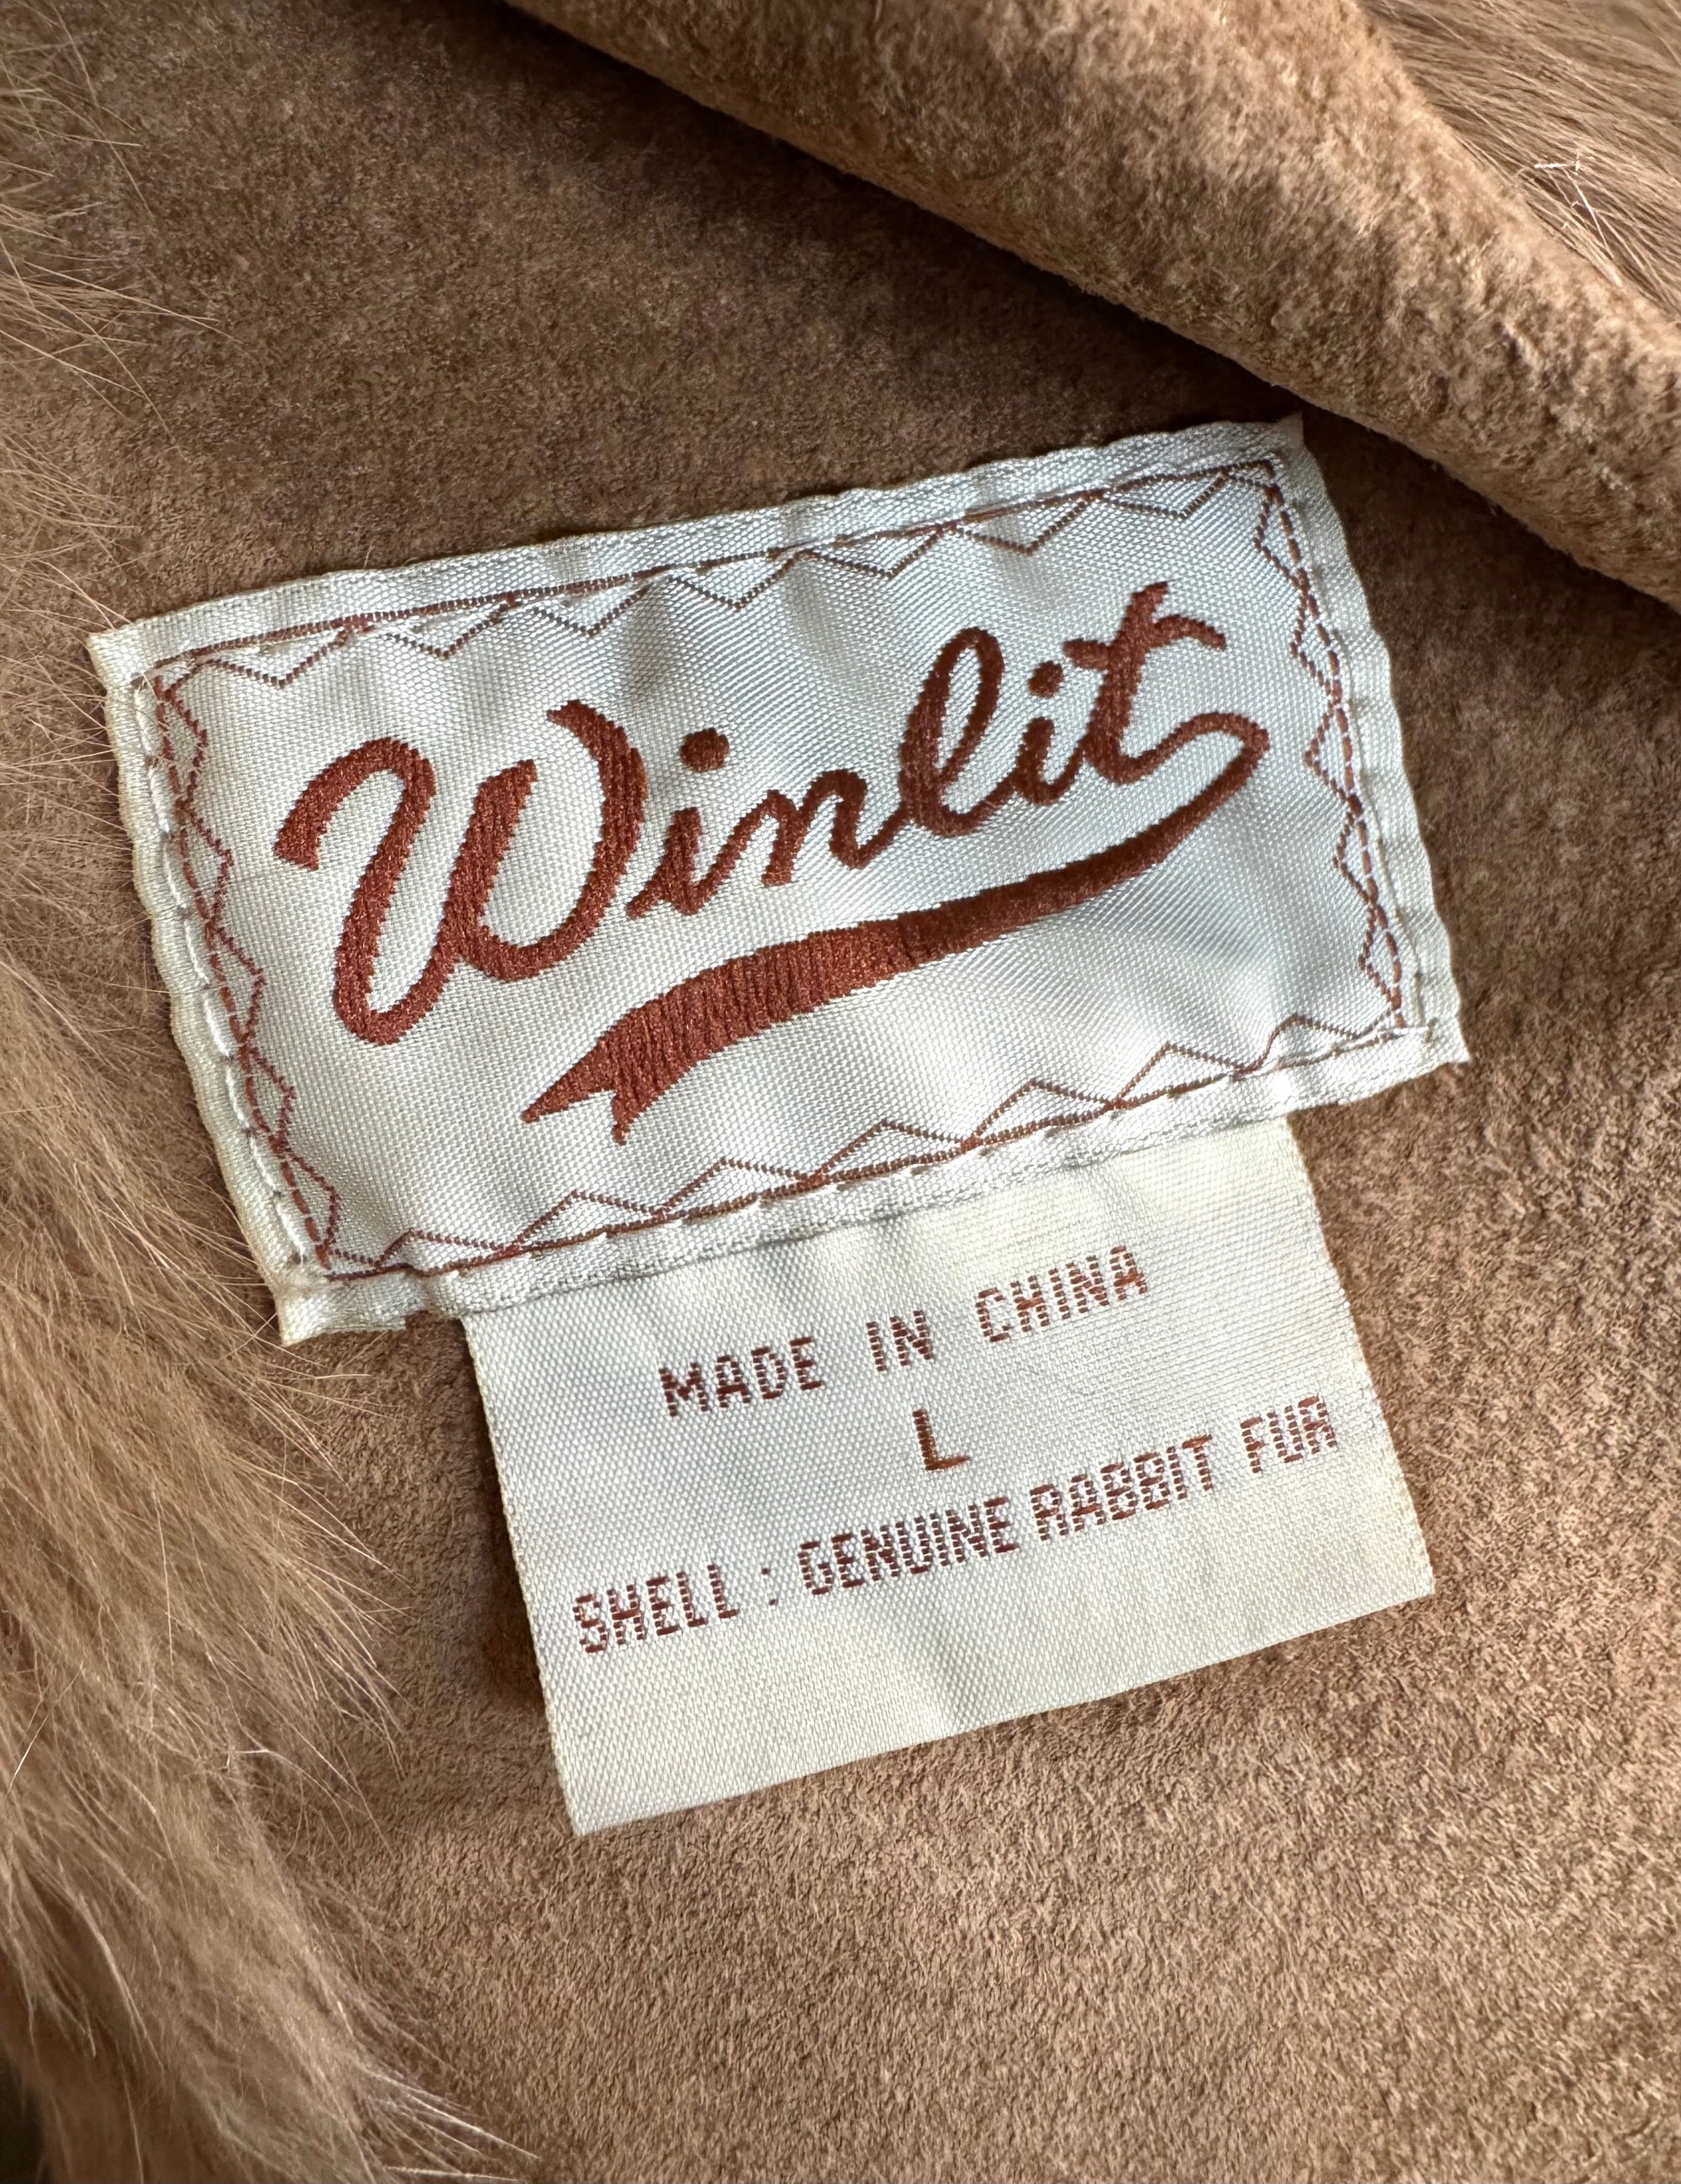 Winlit
MADE IN CHINA
L
SHELL : GENUINE RABBIT FUR